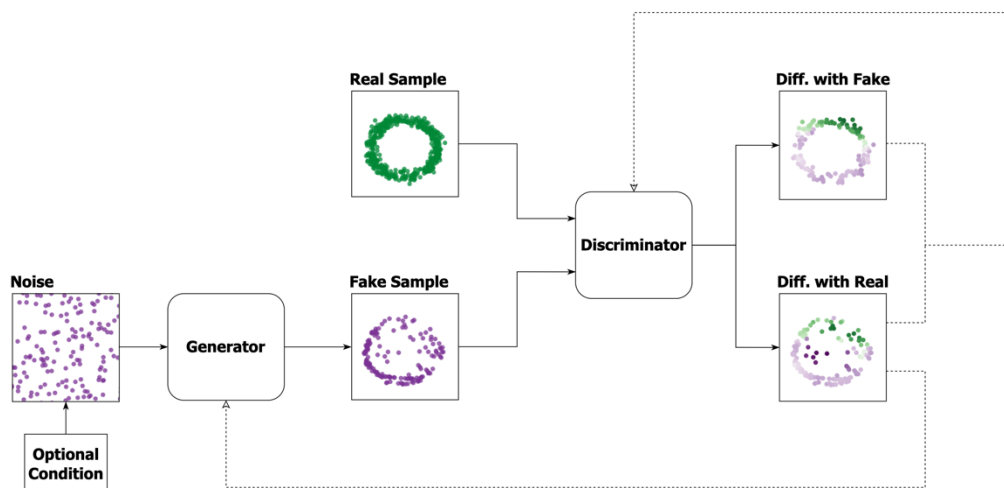 Real Sample
Diff. with Fake
Discriminator
Noise
Fake Sample
Diff. with Real
Generator
Optional
Condition